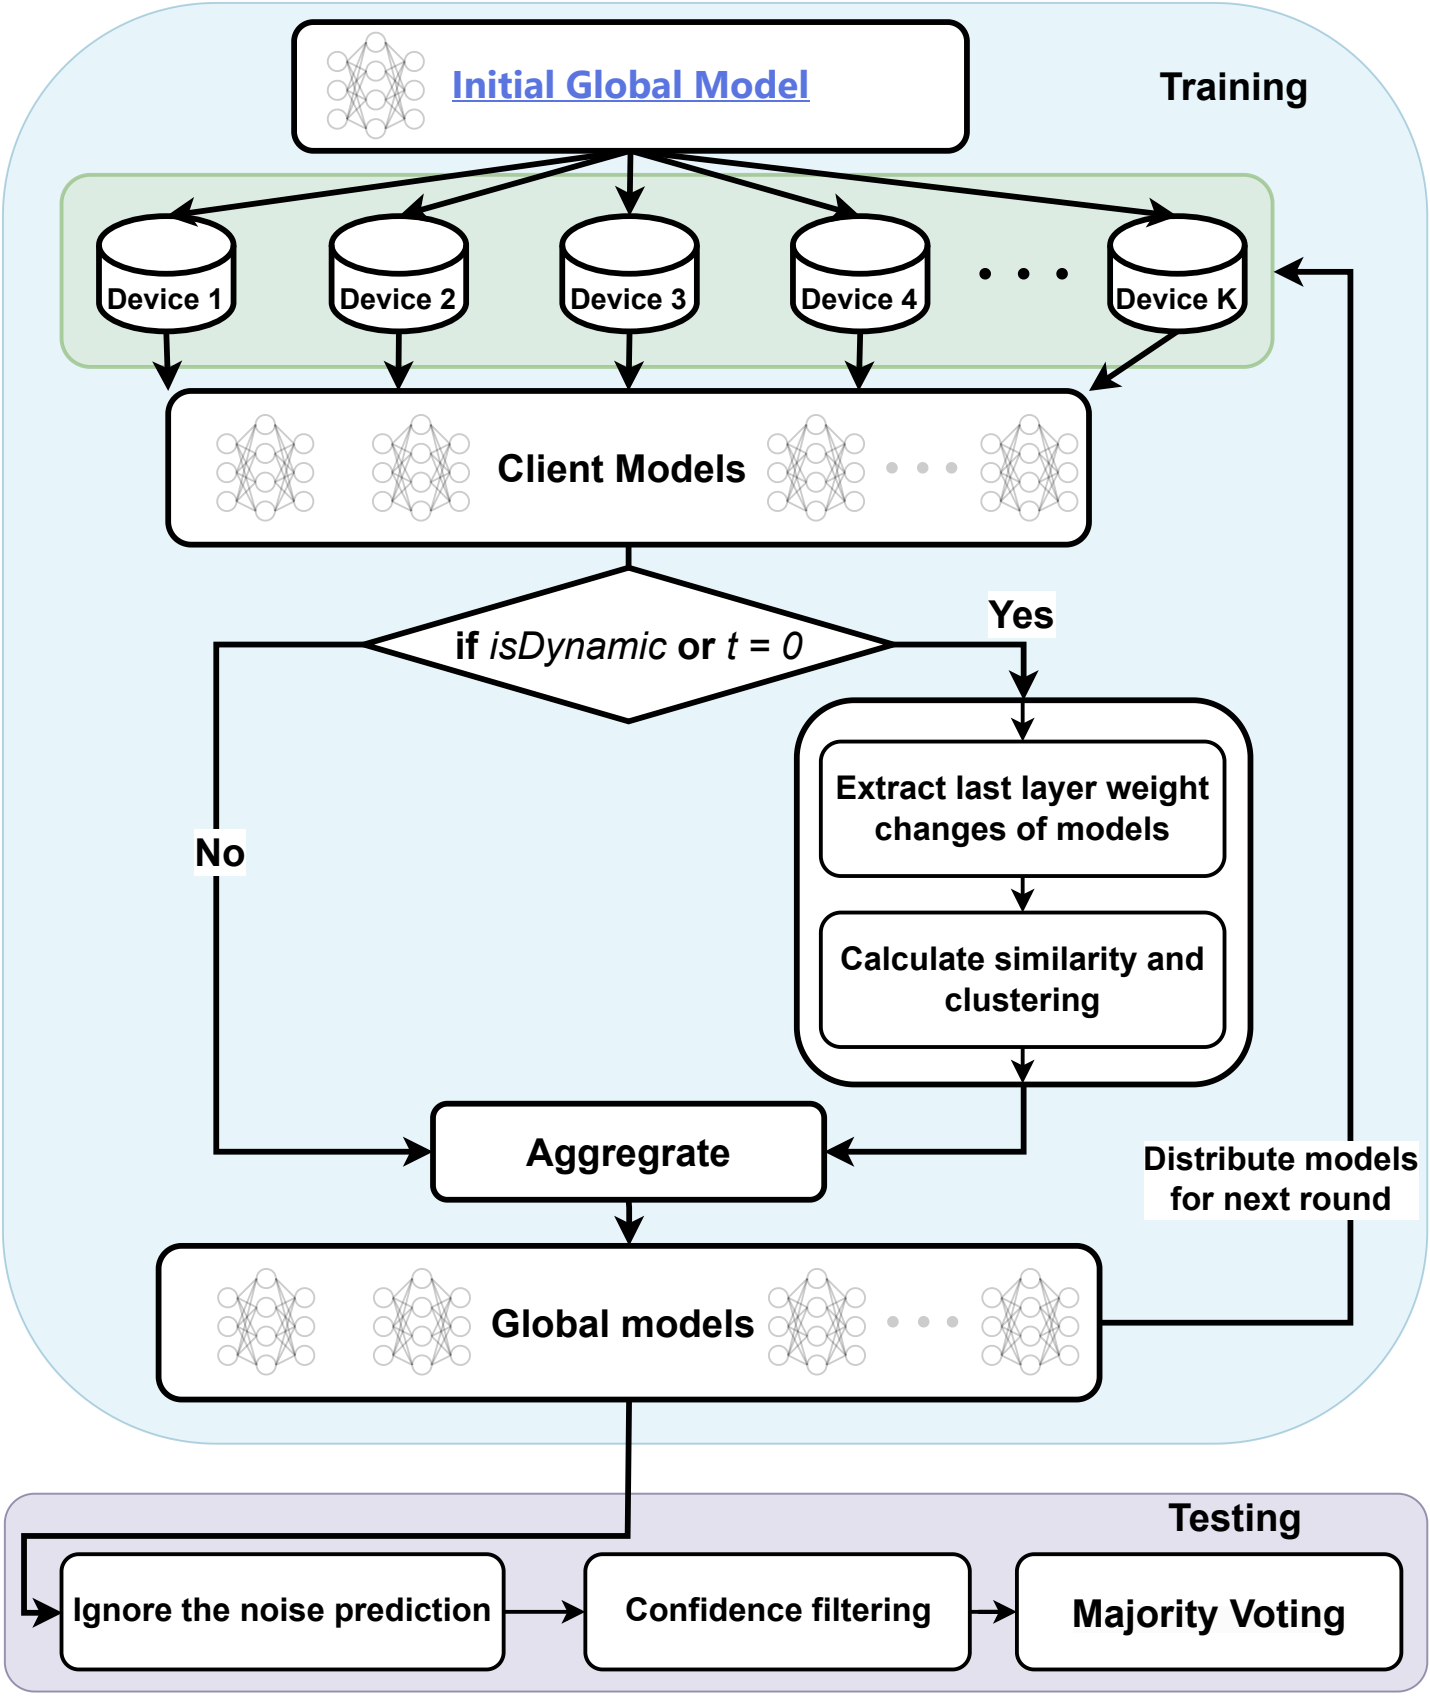 Initial Global Model
Training
Device 1
Device 2
Device 3
Device 4
Device K
Client Models
if isDynamic or t = 0
Yes
No
Extract last layer weight
changes of models
Calculate similarity and
clustering
Aggregrate
Distribute models
for next round
Global models
Testing
Ignore the noise prediction
Confidence filtering
Majority Voting